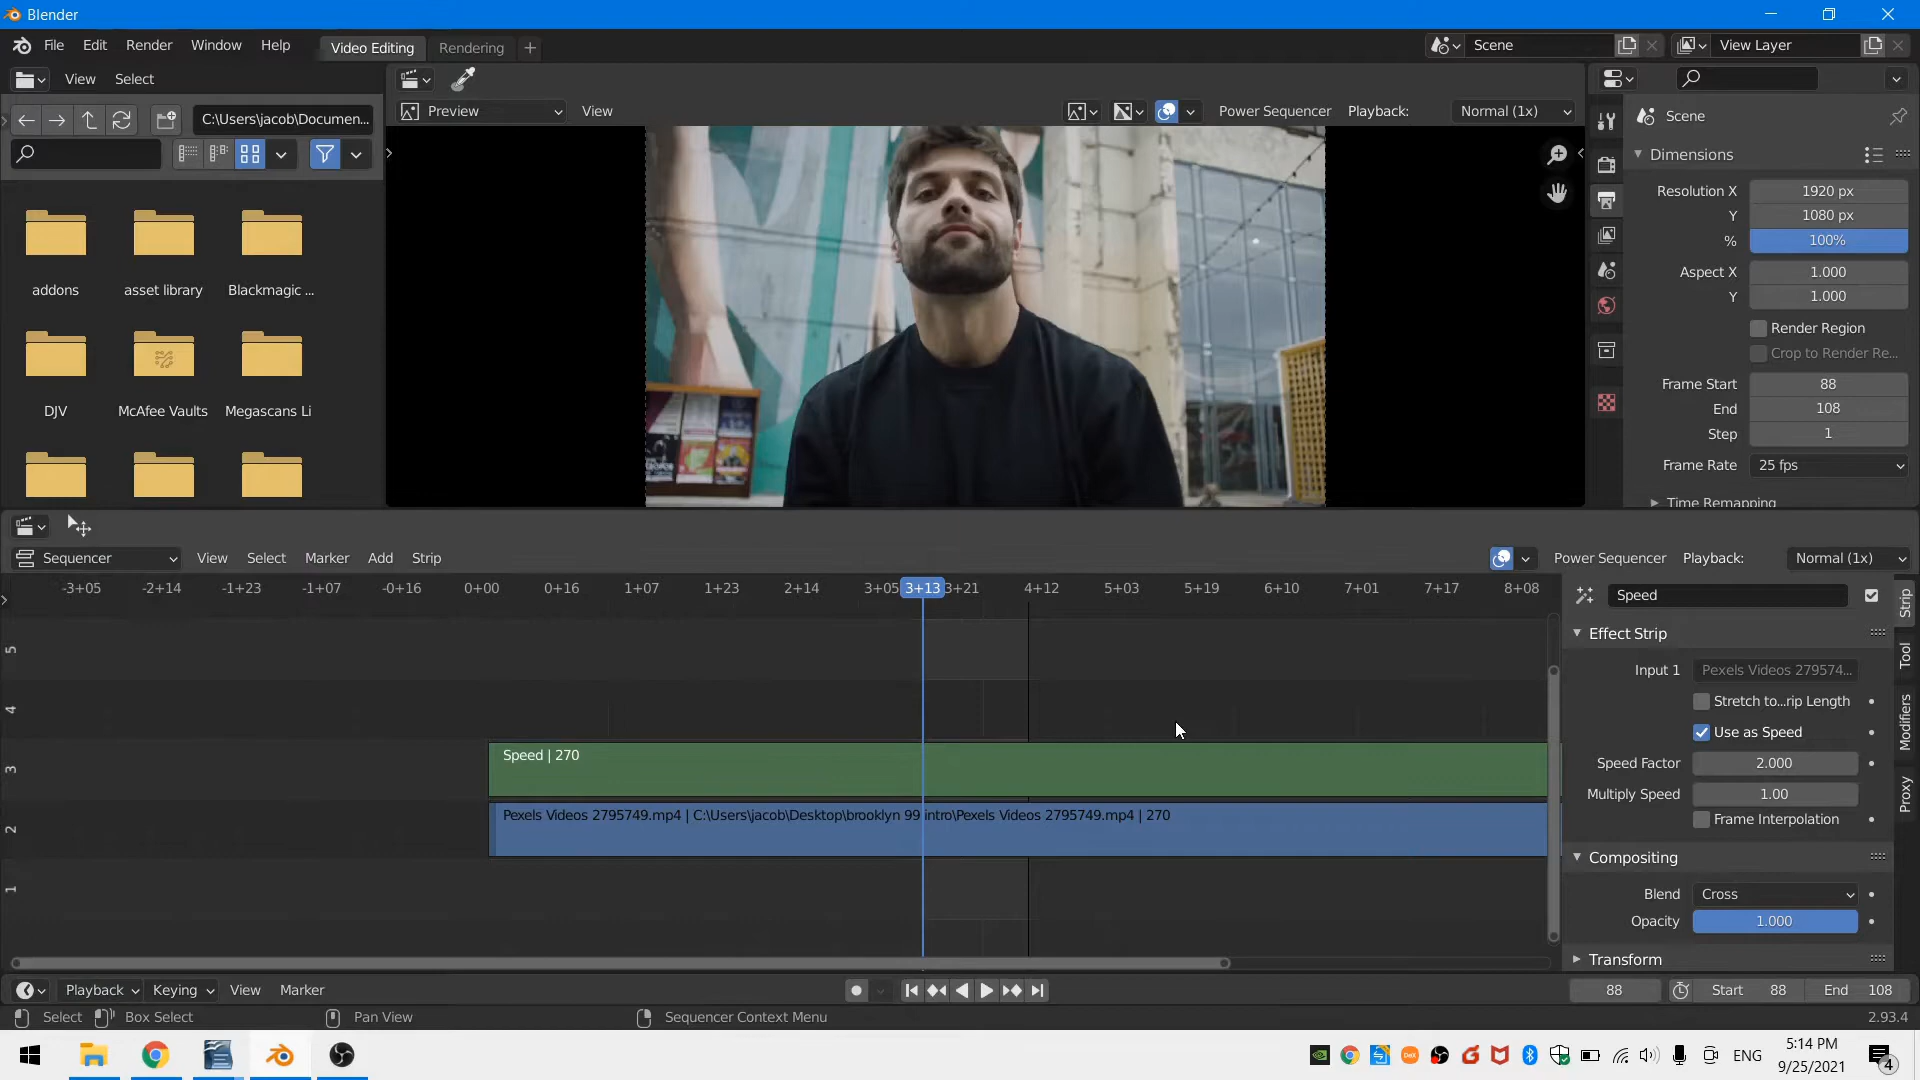 Blender
File Edit Render Window Help
Video Editing Rendering +
Scene
View Layer
View Select
C:\Users\jacob\Documen...
Preview View
Power Sequencer Playback: Normal (1x)
addons asset library Blackmagic ...
DJV McAfee Vaults Megascans Li
Scene
Dimensions
Resolution X 1920 px
Y 1080 px
% 100%
Aspect X 1.000
Y 1.000
Render Region
Crop to Render Re...
Frame Start 88
End 108
Step 1
Frame Rate 25 fps
Time Remapping
Sequencer View Select Marker Add Strip
Power Sequencer Playback: Normal (1x)
-3+05 -2+14 -1+23 -1+07 -0+16 0+00 0+16 1+07 1+23 2+14 3+05 3+13 3+21 4+12 5+03 5+19 6+10 7+01 7+17 8+08
5
4
3
2
1
Speed | 270
Pexels Videos 2795749.mp4 | C:\Users\jacob\Desktop\brooklyn 99 intro\Pexels Videos 2795749.mp4 | 270
Speed
Effect Strip
Input 1 Pexels Videos 279574...
Stretch to...rip Length
Use as Speed
Speed Factor 2.000
Multiply Speed 1.00
Frame Interpolation
Compositing
Blend Cross
Opacity 1.000
Transform
Strip
Tool
Modifiers
Proxy
Playback Keying View Marker
88 Start 88 End 108
Select Box Select Pan View Sequencer Context Menu 2.93.4
ENG
5:14 PM
9/25/2021
4